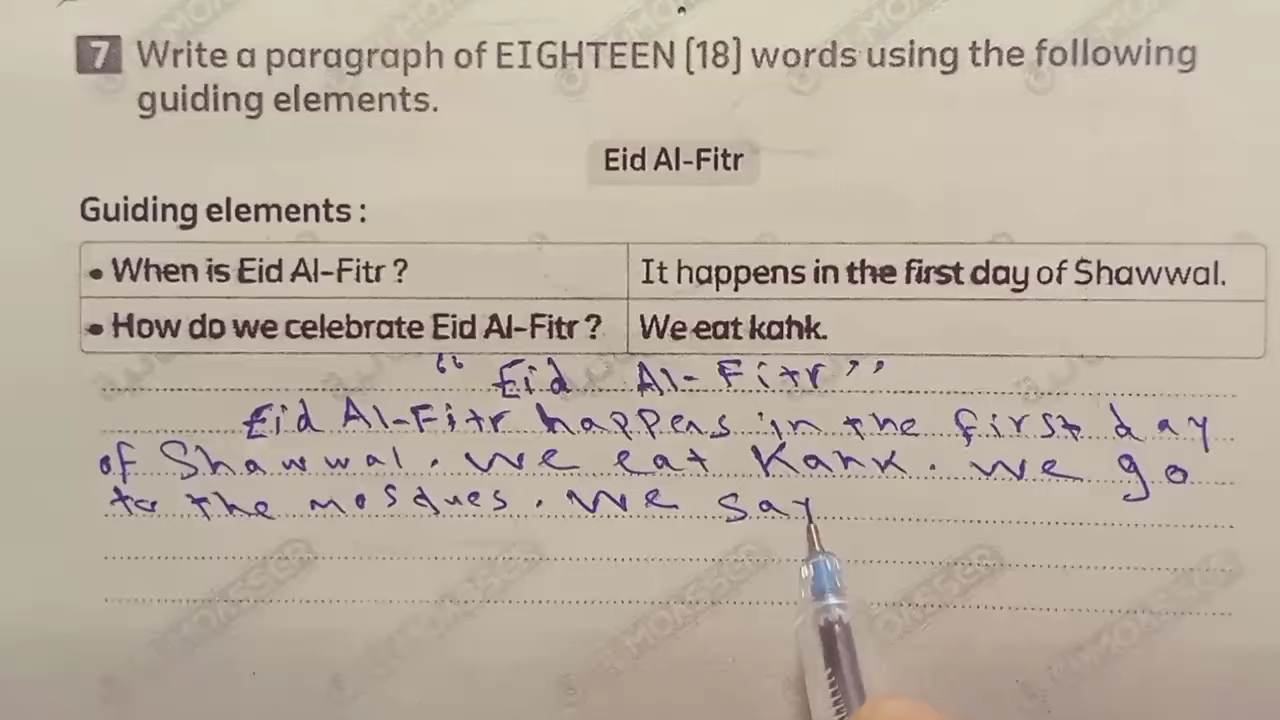 7 Write a paragraph of EIGHTEEN [18] words using the following
guiding elements.
Eid Al-Fitr
Guiding elements :
• When is Eid Al-Fitr ? It happens in the first day of Shawwal.
• How do we celebrate Eid Al-Fitr ? We eat kahk.
“ Eid Al-Fitr ”
Eid Al-Fitr happens in the first day
of Shawwal. We eat Kahk. We go
to the mosques. We say